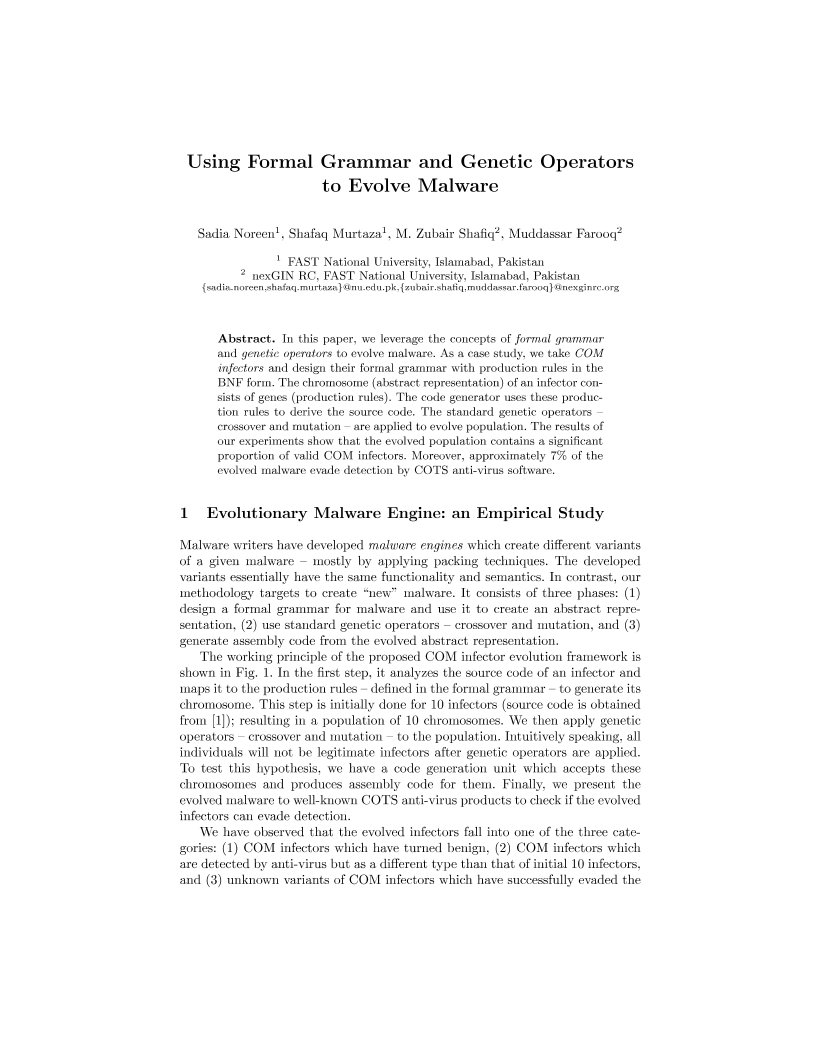 Using Formal Grammar and Genetic Operators
to Evolve Malware
Sadia Noreen1, Shafaq Murtaza1, M. Zubair Shafiq2, Muddassar Farooq2
1 FAST National University, Islamabad, Pakistan
2 nexGIN RC, FAST National University, Islamabad, Pakistan
{sadia.noreen,shafaq.murtaza}@nu.edu.pk,{zubair.shafiq,muddassar.farooq}@nexginrc.org
Abstract. In this paper, we leverage the concepts of formal grammar
and genetic operators to evolve malware. As a case study, we take COM
infectors and design their formal grammar with production rules in the
BNF form. The chromosome (abstract representation) of an infector con-
sists of genes (production rules). The code generator uses these produc-
tion rules to derive the source code. The standard genetic operators –
crossover and mutation – are applied to evolve population. The results of
our experiments show that the evolved population contains a significant
proportion of valid COM infectors. Moreover, approximately 7% of the
evolved malware evade detection by COTS anti-virus software.
1 Evolutionary Malware Engine: an Empirical Study
Malware writers have developed malware engines which create different variants
of a given malware – mostly by applying packing techniques. The developed
variants essentially have the same functionality and semantics. In contrast, our
methodology targets to create “new” malware. It consists of three phases: (1)
design a formal grammar for malware and use it to create an abstract repre-
sentation, (2) use standard genetic operators – crossover and mutation, and (3)
generate assembly code from the evolved abstract representation.
The working principle of the proposed COM infector evolution framework is
shown in Fig. 1. In the first step, it analyzes the source code of an infector and
maps it to the production rules – defined in the formal grammar – to generate its
chromosome. This step is initially done for 10 infectors (source code is obtained
from [1]); resulting in a population of 10 chromosomes. We then apply genetic
operators – crossover and mutation – to the population. Intuitively speaking, all
individuals will not be legitimate infectors after genetic operators are applied.
To test this hypothesis, we have a code generation unit which accepts these
chromosomes and produces assembly code for them. Finally, we present the
evolved malware to well-known COTS anti-virus products to check if the evolved
infectors can evade detection.
We have observed that the evolved infectors fall into one of the three cate-
gories: (1) COM infectors which have turned benign, (2) COM infectors which
are detected by anti-virus but as a different type than that of initial 10 infectors,
and (3) unknown variants of COM infectors which have successfully evaded the